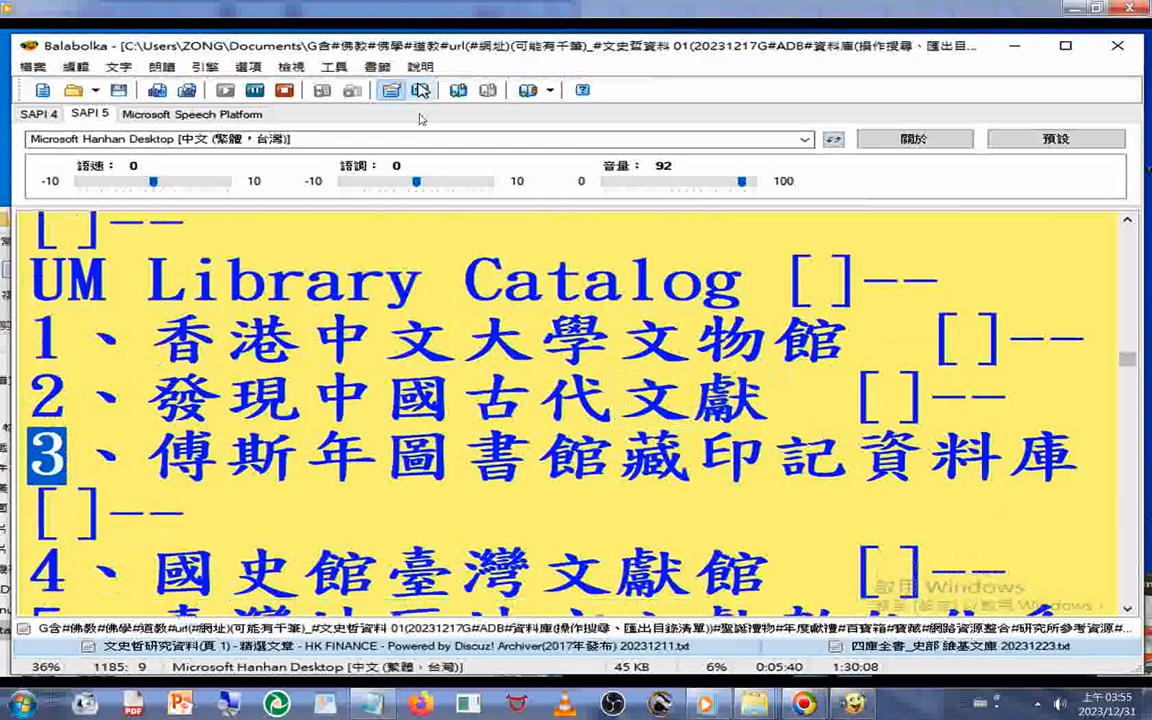 Balabolka - [C:\Users\ZONG\Documents\G含#佛教#佛學#道教#url(#網址)(可能有千筆)_#文史哲資料 01(20231217G#ADB#資料庫(操作搜尋、匯出目...
檔案 編輯 文字 朗讀 引擎 選項 檢視 工具 書籤 說明
SAPI 4 SAPI 5 Microsoft Speech Platform
Microsoft Hanhan Desktop [中文 (繁體，台灣)]
關於 預設
語速： 0 語調： 0 音量： 92
-10 10 -10 10 0 100
[]--
UM Library Catalog []--
1、香港中文大學文物館 []--
2、發現中國古代文獻 []--
3、傅斯年圖書館藏印記資料庫
[]--
4、國史館臺灣文獻館 []--
啟用 Windows
G含#佛教#佛學#道教#url(#網址)(可能有千筆)_#文史哲資料 01(20231217G#ADB#資料庫(操作搜尋、匯出目錄清單))#聖誕禮物#年度獻禮#百寶箱#寶藏#網路資源整合#研究所參考資源#...
文史哲研究資料(頁 1) - 精選文章 - HK FINANCE - Powered by Discuz! Archiver(2017年發布) 20231211.txt 四庫全書_史部 維基文庫 20231223.txt
36% 1185: 9 Microsoft Hanhan Desktop [中文 (繁體，台灣)] 45 KB 6% 0:05:40 1:30:08
上午 03:55
2023/12/31